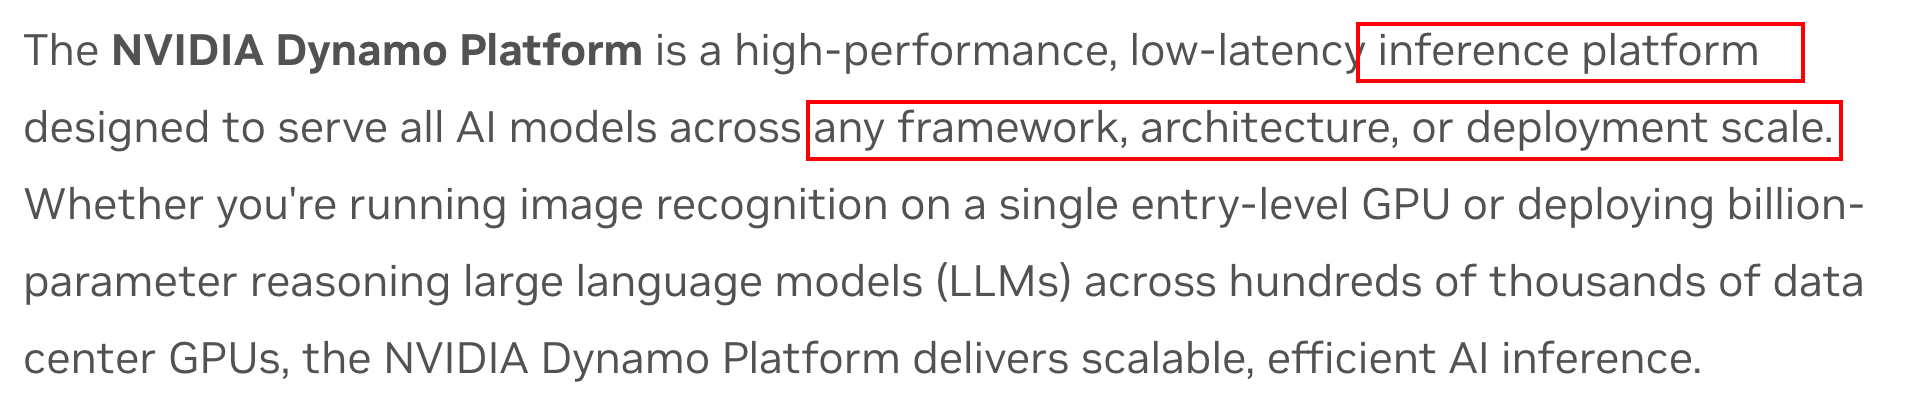 The NVIDIA Dynamo Platform is a high-performance, low-latency inference platform
designed to serve all AI models across any framework, architecture, or deployment scale.
Whether you're running image recognition on a single entry-level GPU or deploying billion-
parameter reasoning large language models (LLMs) across hundreds of thousands of data
center GPUs, the NVIDIA Dynamo Platform delivers scalable, efficient AI inference.